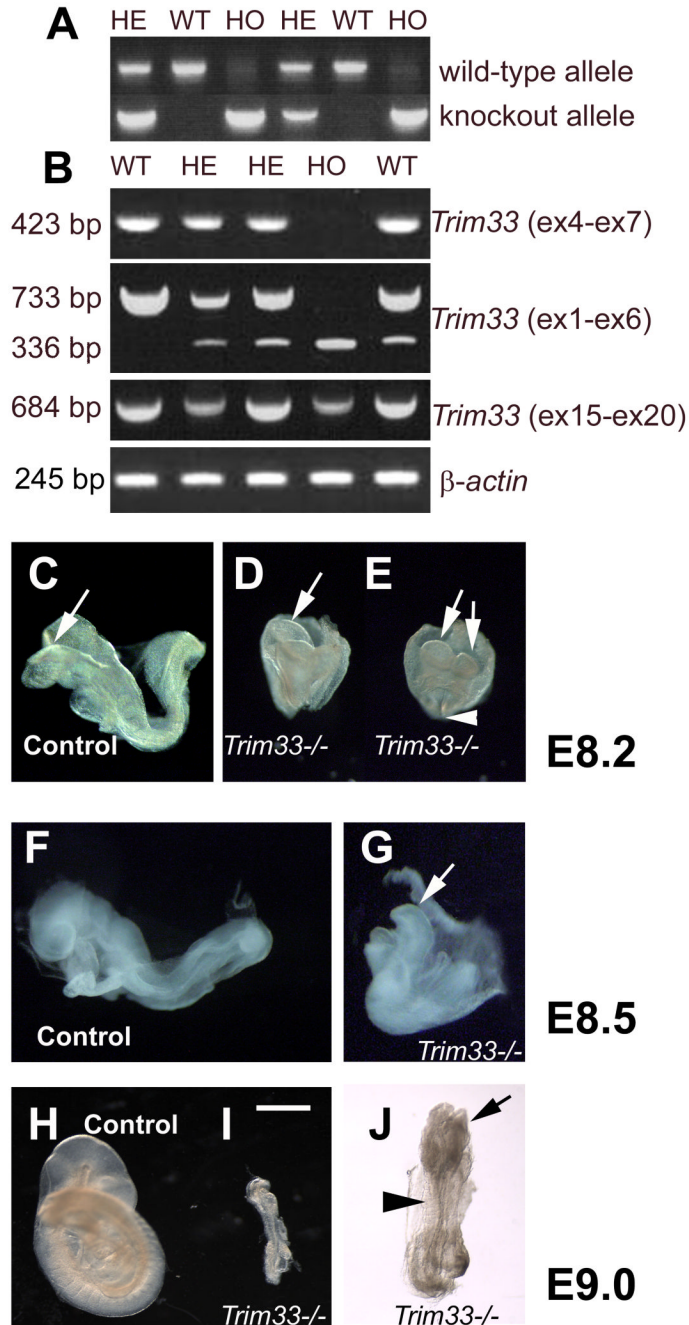 A
HE WT HO HE WT HO
wild-type allele
knockout allele
B
WT HE HE HO WT
423 bp Trim33 (ex4-ex7)
733 bp
336 bp
Trim33 (ex1-ex6)
684 bp Trim33 (ex15-ex20)
245 bp β-actin
C D E
Control Trim33-/- Trim33-/-
E8.2
F G
Control
Trim33-/-
E8.5
H Control I J
Trim33-/- Trim33-/-
E9.0